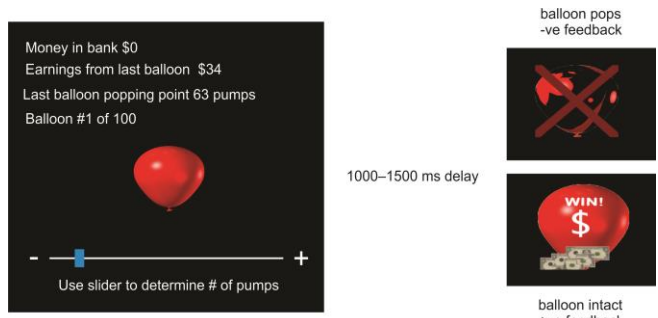 Money in bank $0
Earnings from last balloon $34
Last balloon popping point 63 pumps
Balloon #1 of 100
- +
Use slider to determine # of pumps
1000–1500 ms delay
balloon pops
-ve feedback
WIN!
$
balloon intact